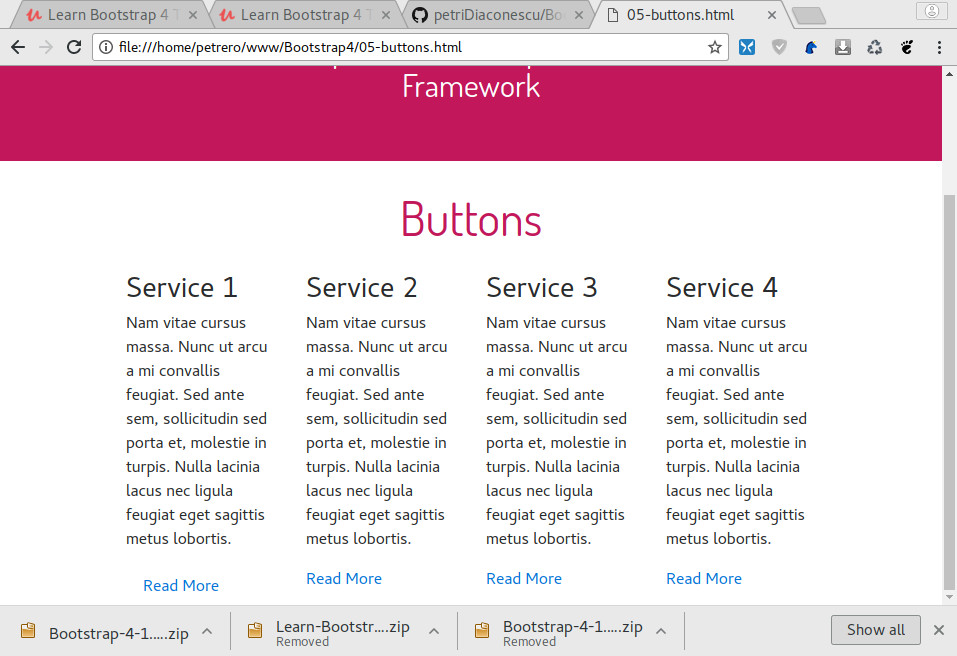 Learn Bootstrap 4 T
Learn Bootstrap 4 T
petriDiaconescu/Bo
05-buttons.html
file:///home/petrero/www/Bootstrap4/05-buttons.html
Framework
Buttons
Service 1
Nam vitae cursus
massa. Nunc ut arcu
a mi convallis
feugiat. Sed ante
sem, sollicitudin sed
porta et, molestie in
turpis. Nulla lacinia
lacus nec ligula
feugiat eget sagittis
metus lobortis.
Read More
Service 2
Nam vitae cursus
massa. Nunc ut arcu
a mi convallis
feugiat. Sed ante
sem, sollicitudin sed
porta et, molestie in
turpis. Nulla lacinia
lacus nec ligula
feugiat eget sagittis
metus lobortis.
Read More
Service 3
Nam vitae cursus
massa. Nunc ut arcu
a mi convallis
feugiat. Sed ante
sem, sollicitudin sed
porta et, molestie in
turpis. Nulla lacinia
lacus nec ligula
feugiat eget sagittis
metus lobortis.
Read More
Service 4
Nam vitae cursus
massa. Nunc ut arcu
a mi convallis
feugiat. Sed ante
sem, sollicitudin sed
porta et, molestie in
turpis. Nulla lacinia
lacus nec ligula
feugiat eget sagittis
metus lobortis.
Read More
Bootstrap-4-1.....zip
Learn-Bootstr....zip
Removed
Bootstrap-4-1.....zip
Removed
Show all